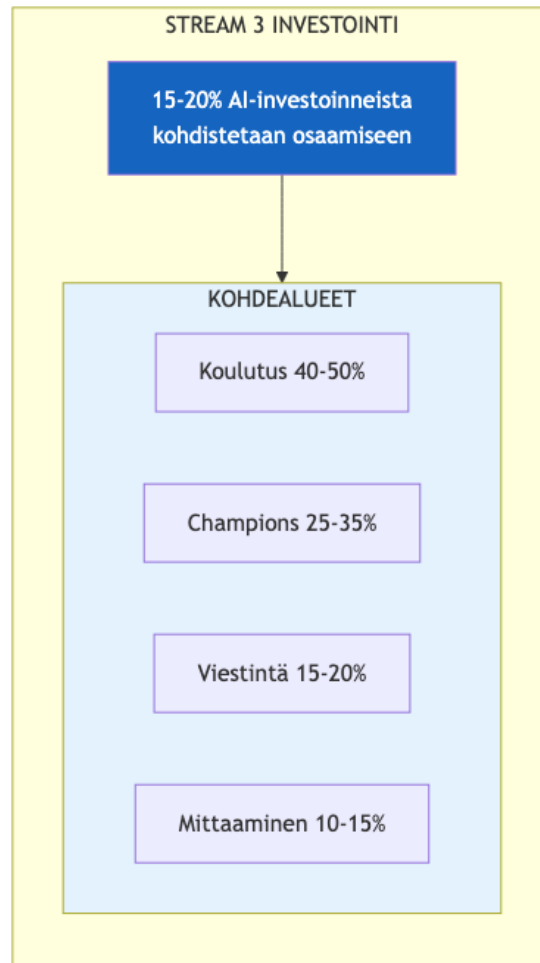 STREAM 3 INVESTOINTI
15-20% AI-investoinneista
kohdistetaan osaamiseen
KOHDEALUEET
Koulutus 40-50%
Champions 25-35%
Viestintä 15-20%
Mittaaminen 10-15%